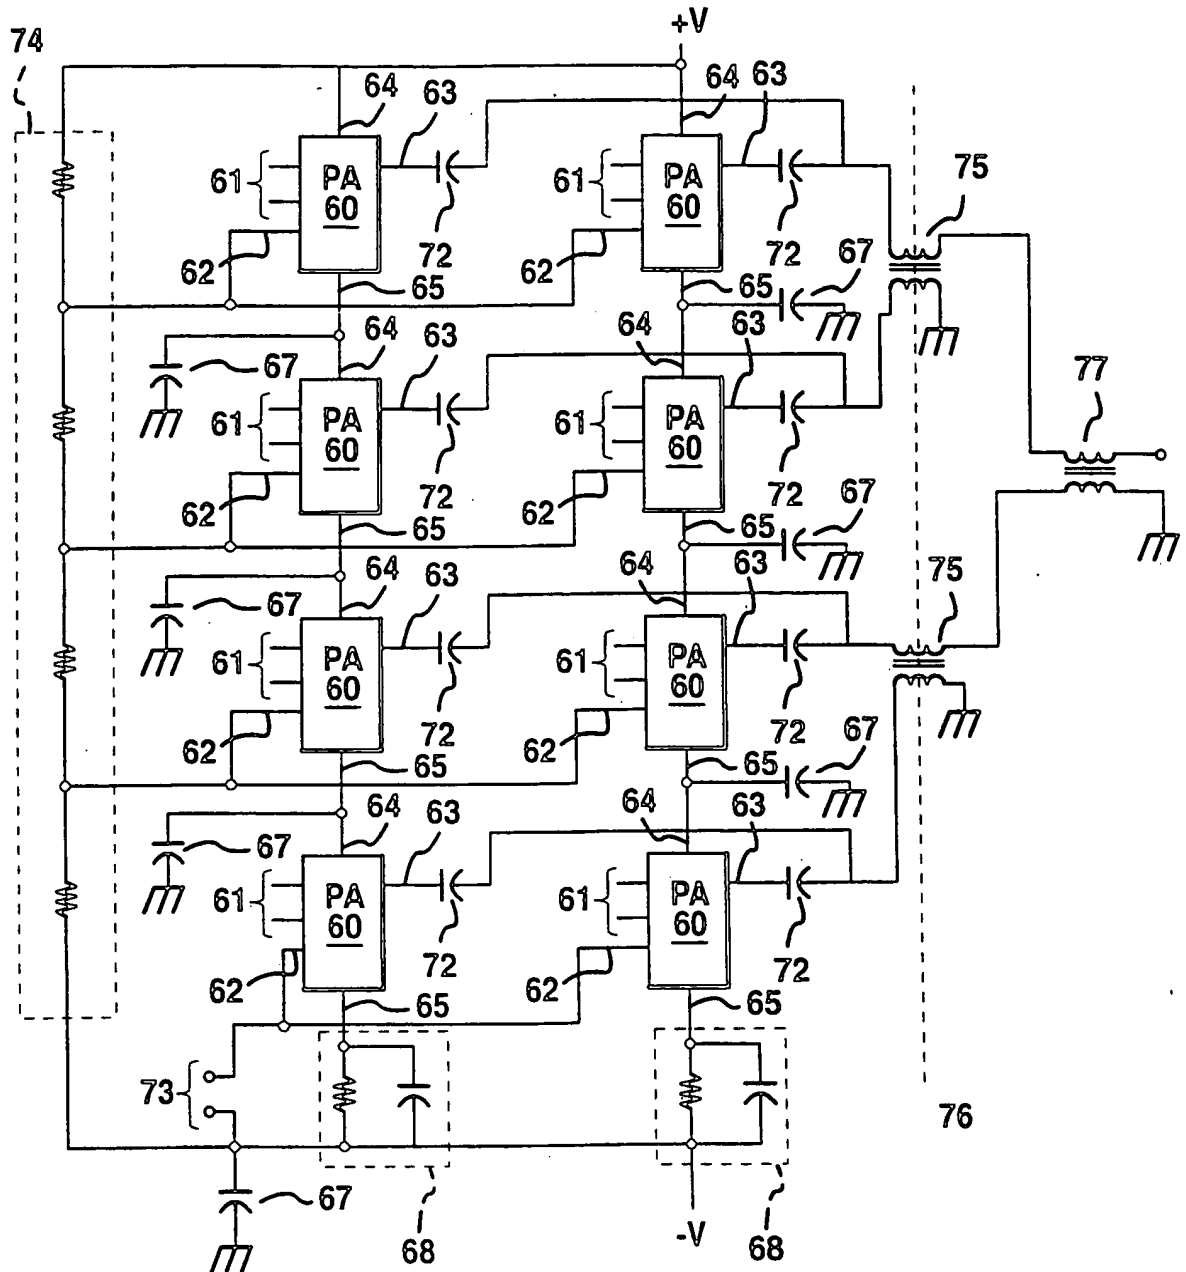 +V
74
64 63 64 63
61 PA 60 61 PA 60 75
62 72 62 72 67
65 65
64 63 64 63
67 77
61 PA 60 61 PA 60
62 72 62 72 67
65 65
64 63 64 63 75
67
61 PA 60 61 PA 60
62 72 62 72 67
65 65
64 63 64 63
67
61 PA 60 61 PA 60
62 72 62 72
65 65
73 76
67 68 -V 68